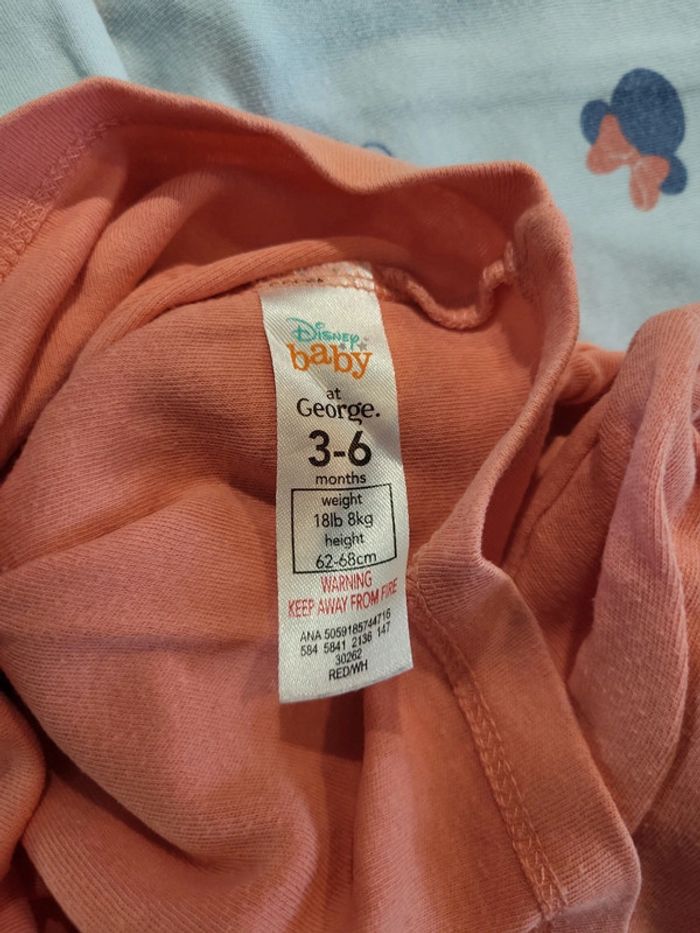 Disney
baby
at
George.
3-6
months
weight
18lb 8kg
height
62-68cm
WARNING
KEEP AWAY FROM FIRE
ANA 5059185744716
584 5841 2136 147
30262
RED/WH